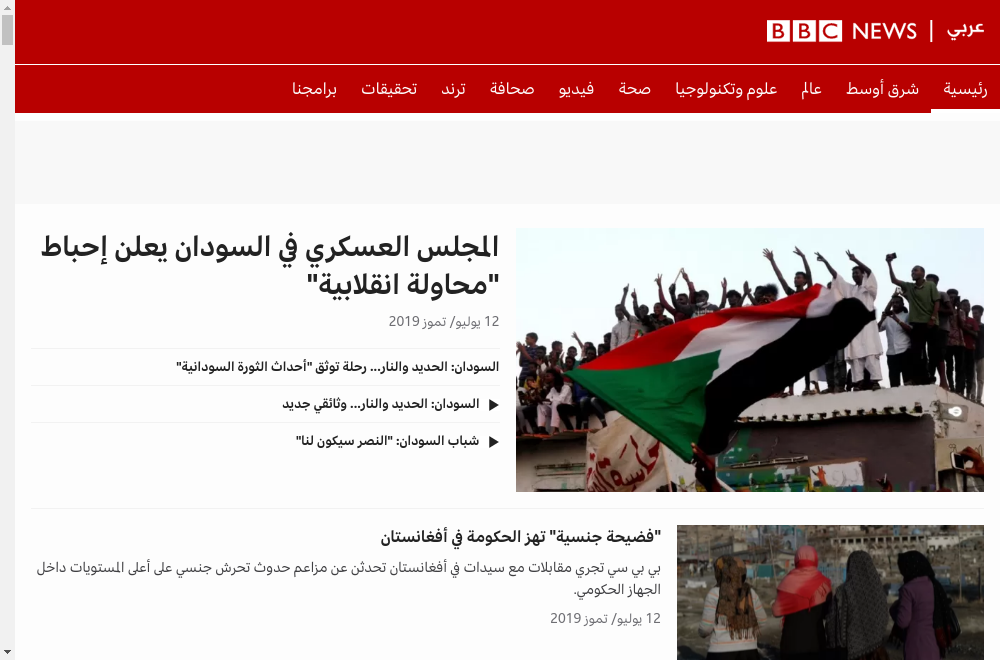 BBC NEWS | عربي
رئيسية شرق أوسط عالم علوم وتكنولوجيا صحة فيديو صحافة ترند تحقيقات برامجنا
المجلس العسكري في السودان يعلن إحباط
"محاولة انقلابية"
12 يوليو/ تموز 2019
السودان: الحديد والنار... رحلة توثق "أحداث الثورة السودانية"
السودان: الحديد والنار... وثائقي جديد
شباب السودان: "النصر سيكون لنا"
"فضيحة جنسية" تهز الحكومة في أفغانستان
بي بي سي تجري مقابلات مع سيدات في أفغانستان تحدثن عن مزاعم حدوث تحرش جنسي على أعلى المستويات داخل
الجهاز الحكومي.
12 يوليو/ تموز 2019